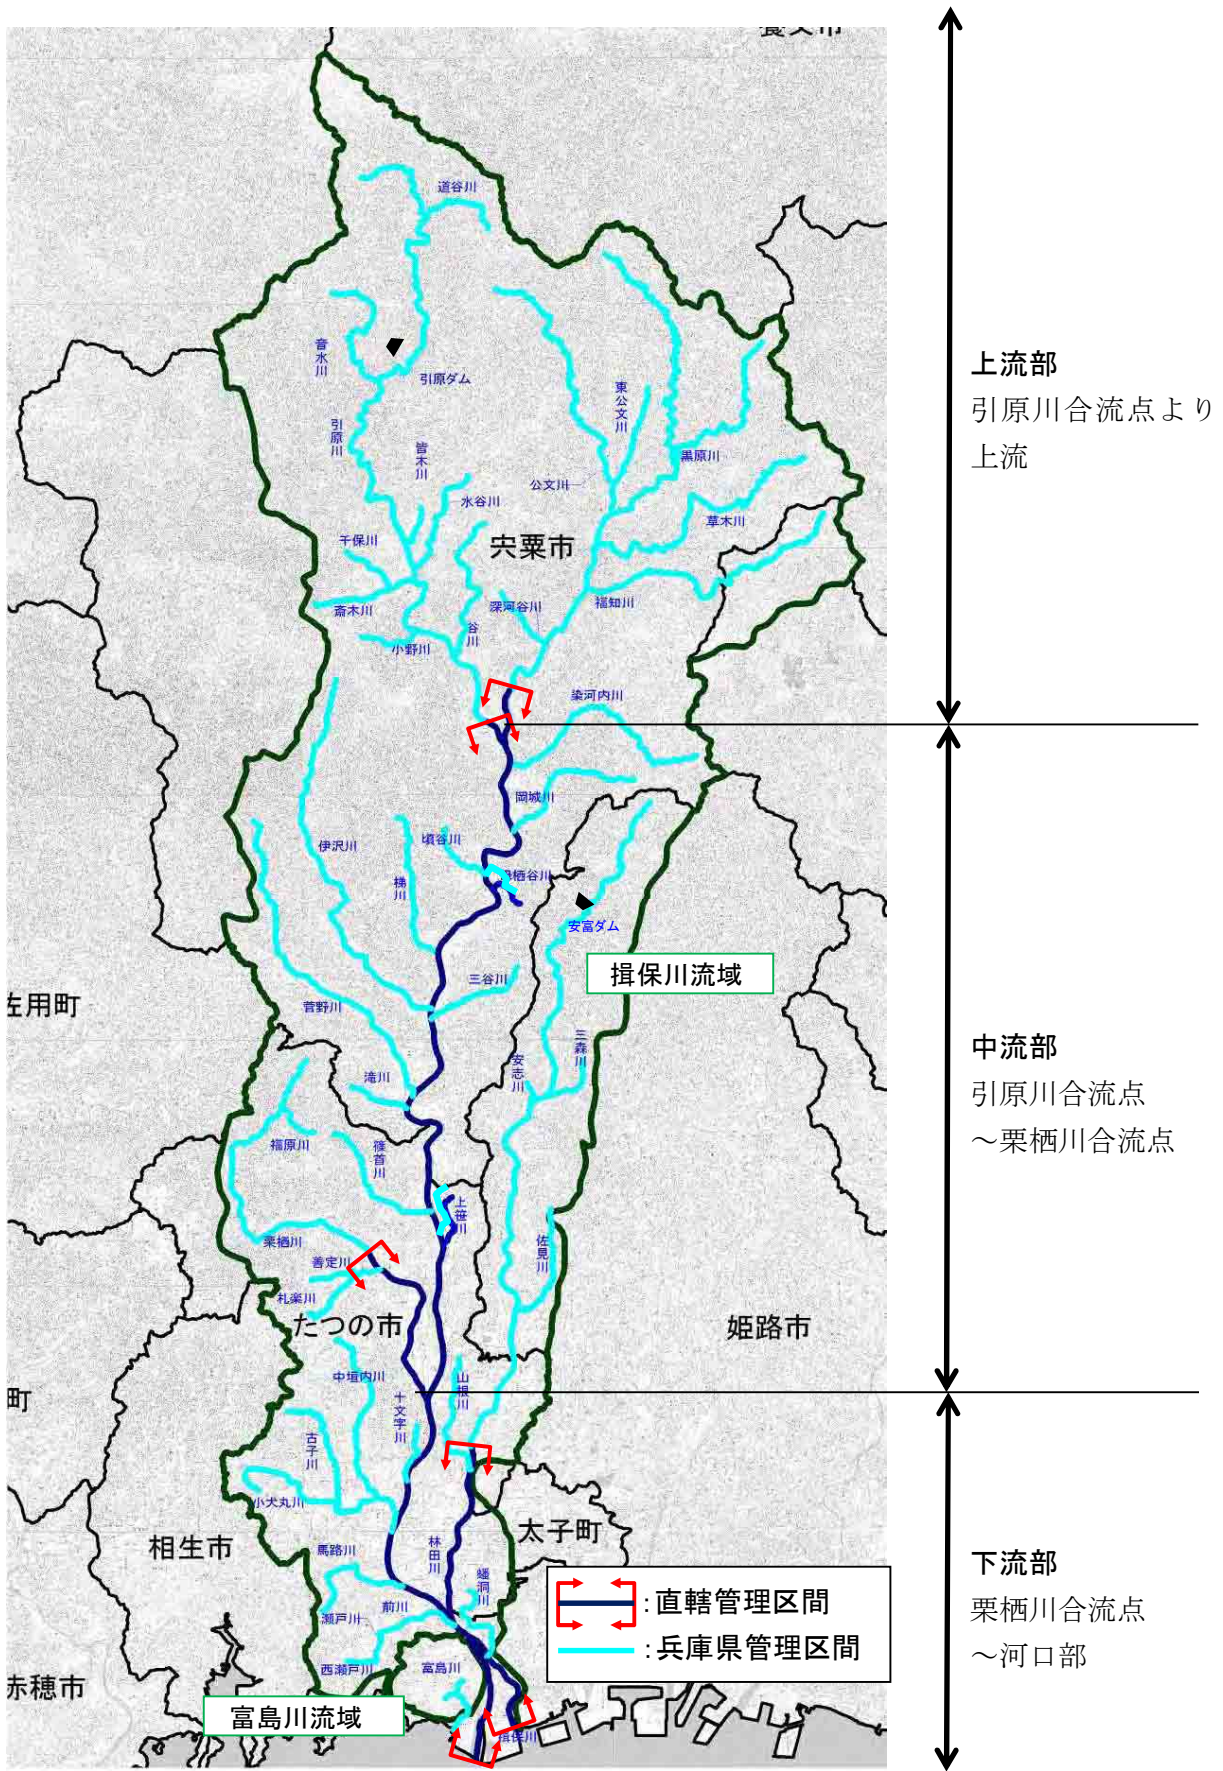 養父市
道谷川
音水川
引原ダム
引原川
東公文川
皆木川
黒原川
公文川
水谷川
草木川
千保川
宍粟市
斎木川
深河谷川
福知川
谷川
小野川
染河内川
岡城川
伊沢川
頃谷川
梯川
栖谷川
安富ダム
揖保川流域
三谷川
佐用町
菅野川
三森川
安志川
滝川
福原川
篠首川
上笹川
栗栖川
佐見川
善定川
札楽川
たつの市
姫路市
中垣内川
山根川
町
十文字川
古子川
小犬丸川
太子町
相生市
林田川
馬路川
蟠洞川
前川
瀬戸川
西瀬戸川
富島川
赤穂市
富島川流域
揖保川
:直轄管理区間
:兵庫県管理区間
上流部
引原川合流点より
上流
中流部
引原川合流点
～栗栖川合流点
下流部
栗栖川合流点
～河口部